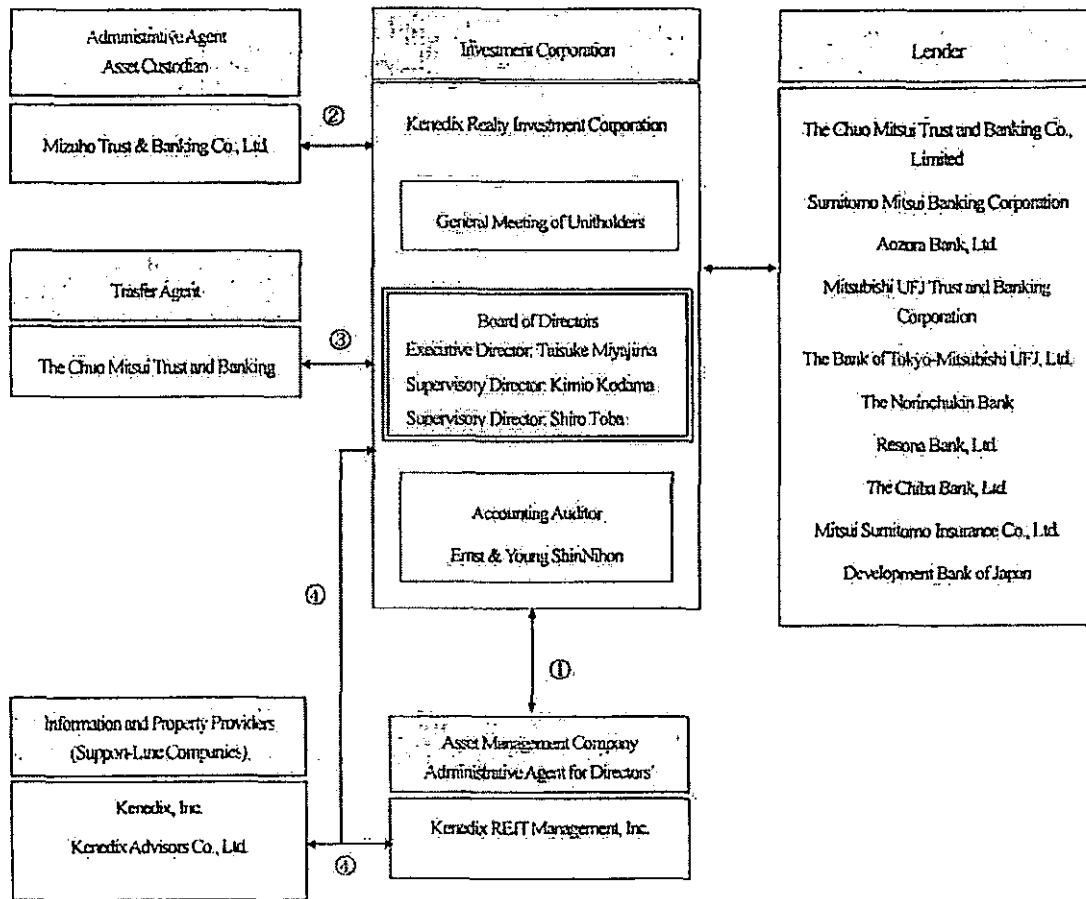 Administrative Agent
Asset Custodian
Mizuho Trust & Banking Co., Ltd.
②
Trasfer Agent
The Chuo Mitsui Trust and Banking
③
Investment Corporation
Kenedix Realty Investment Corporation
General Meeting of Unitholders
Board of Directors
Executive Director: Taisuke Miyajima
Supervisory Director: Kimio Kodama
Supervisory Director: Shiro Toba
Accounting Auditor
Ernst & Young ShinNihon
Lender
The Chuo Mitsui Trust and Banking Co.,
Limited
Sumitomo Mitsui Banking Corporation
Aozora Bank, Ltd.
Mitsubishi UFJ Trust and Banking
Corporation
The Bank of Tokyo-Mitsubishi UFJ, Ltd.
The Norinchukin Bank
Resona Bank, Ltd.
The Chiba Bank, Ltd.
Mitsui Sumitomo Insurance Co., Ltd.
Development Bank of Japan
④
①
Information and Property Providers
(Support-Line Companies)
Kenedix, Inc.
Kenedix Advisors Co., Ltd.
④
Asset Management Company
Administrative Agent for Directors'
Kenedix REIT Management, Inc.